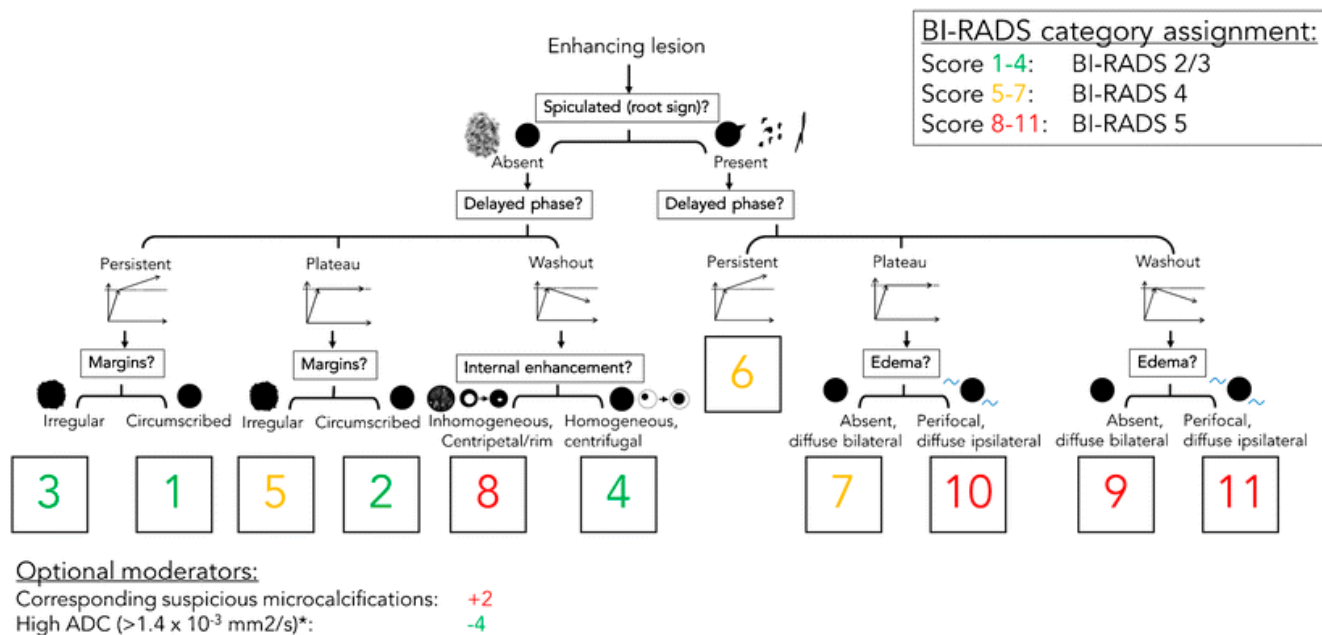 BI-RADS category assignment:
Score 1-4: BI-RADS 2/3
Score 5-7: BI-RADS 4
Score 8-11: BI-RADS 5
Enhancing lesion
Spiculated (root sign)?
Absent Present
Delayed phase? Delayed phase?
Persistent Plateau Washout Persistent Plateau Washout
Margins? Margins? Internal enhancement? Edema? Edema?
Irregular Circumscribed Irregular Circumscribed Inhomogeneous, Homogeneous, Absent, Perifocal, Absent, Perifocal,
Centripetal/rim centrifugal diffuse bilateral diffuse ipsilateral diffuse bilateral diffuse ipsilateral
6
3 1 5 2 8 4 7 10 9 11
Optional moderators:
Corresponding suspicious microcalcifications: +2
High ADC (>1.4 x 10⁻³ mm2/s)*: -4